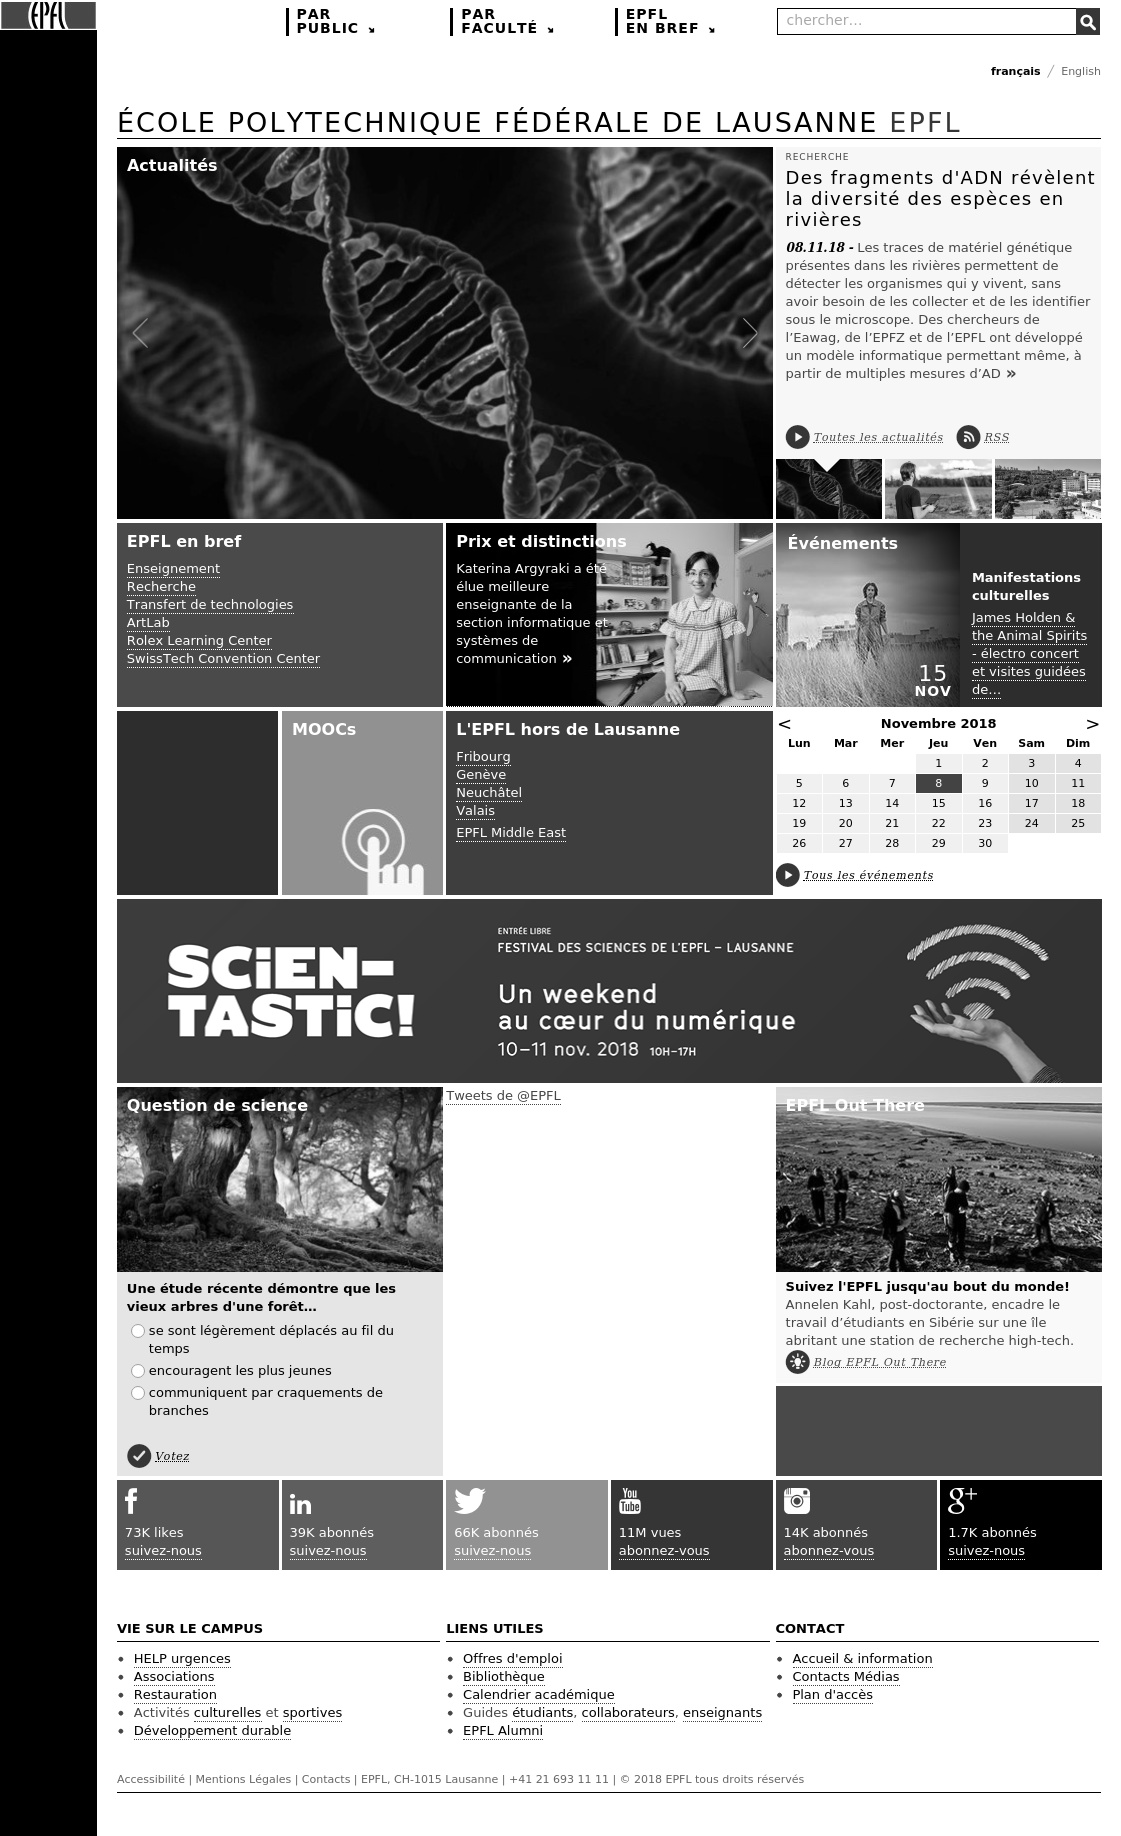 EPFL
PAR
PUBLIC
PAR
FACULTÉ
EPFL
EN BREF
chercher...
français / English
ÉCOLE POLYTECHNIQUE FÉDÉRALE DE LAUSANNE EPFL
Actualités
RECHERCHE
Des fragments d'ADN révèlent
la diversité des espèces en
rivières
08.11.18 - Les traces de matériel génétique
présentes dans les rivières permettent de
détecter les organismes qui y vivent, sans
avoir besoin de les collecter et de les identifier
sous le microscope. Des chercheurs de
l’Eawag, de l’EPFZ et de l’EPFL ont développé
un modèle informatique permettant même, à
partir de multiples mesures d’AD »
Toutes les actualités RSS
EPFL en bref
Enseignement
Recherche
Transfert de technologies
ArtLab
Rolex Learning Center
SwissTech Convention Center
Prix et distinctions
Katerina Argyraki a été
élue meilleure
enseignante de la
section informatique et
systèmes de
communication »
Événements
15
NOV
Manifestations
culturelles
James Holden &
the Animal Spirits
- électro concert
et visites guidées
de...
MOOCs
L'EPFL hors de Lausanne
Fribourg
Genève
Neuchâtel
Valais
EPFL Middle East
< Novembre 2018 >
Lun Mar Mer Jeu Ven Sam Dim
1 2 3 4
5 6 7 8 9 10 11
12 13 14 15 16 17 18
19 20 21 22 23 24 25
26 27 28 29 30
Tous les événements
SCiEN-
TASTiC!
ENTRÉE LIBRE
FESTIVAL DES SCIENCES DE L'EPFL – LAUSANNE
Un weekend
au cœur du numérique
10–11 nov. 2018 10H–17H
Question de science
Une étude récente démontre que les
vieux arbres d'une forêt...
se sont légèrement déplacés au fil du
temps
encouragent les plus jeunes
communiquent par craquements de
branches
Votez
Tweets de @EPFL
EPFL Out There
Suivez l'EPFL jusqu'au bout du monde!
Annelen Kahl, post-doctorante, encadre le
travail d’étudiants en Sibérie sur une île
abritant une station de recherche high-tech.
Blog EPFL Out There
f
73K likes
suivez-nous
in
39K abonnés
suivez-nous
66K abonnés
suivez-nous
You
Tube
11M vues
abonnez-vous
14K abonnés
abonnez-vous
g+
1.7K abonnés
suivez-nous
VIE SUR LE CAMPUS
• HELP urgences
• Associations
• Restauration
• Activités culturelles et sportives
• Développement durable
LIENS UTILES
• Offres d'emploi
• Bibliothèque
• Calendrier académique
• Guides étudiants, collaborateurs, enseignants
• EPFL Alumni
CONTACT
• Accueil & information
• Contacts Médias
• Plan d'accès
Accessibilité | Mentions Légales | Contacts | EPFL, CH-1015 Lausanne | +41 21 693 11 11 | © 2018 EPFL tous droits réservés